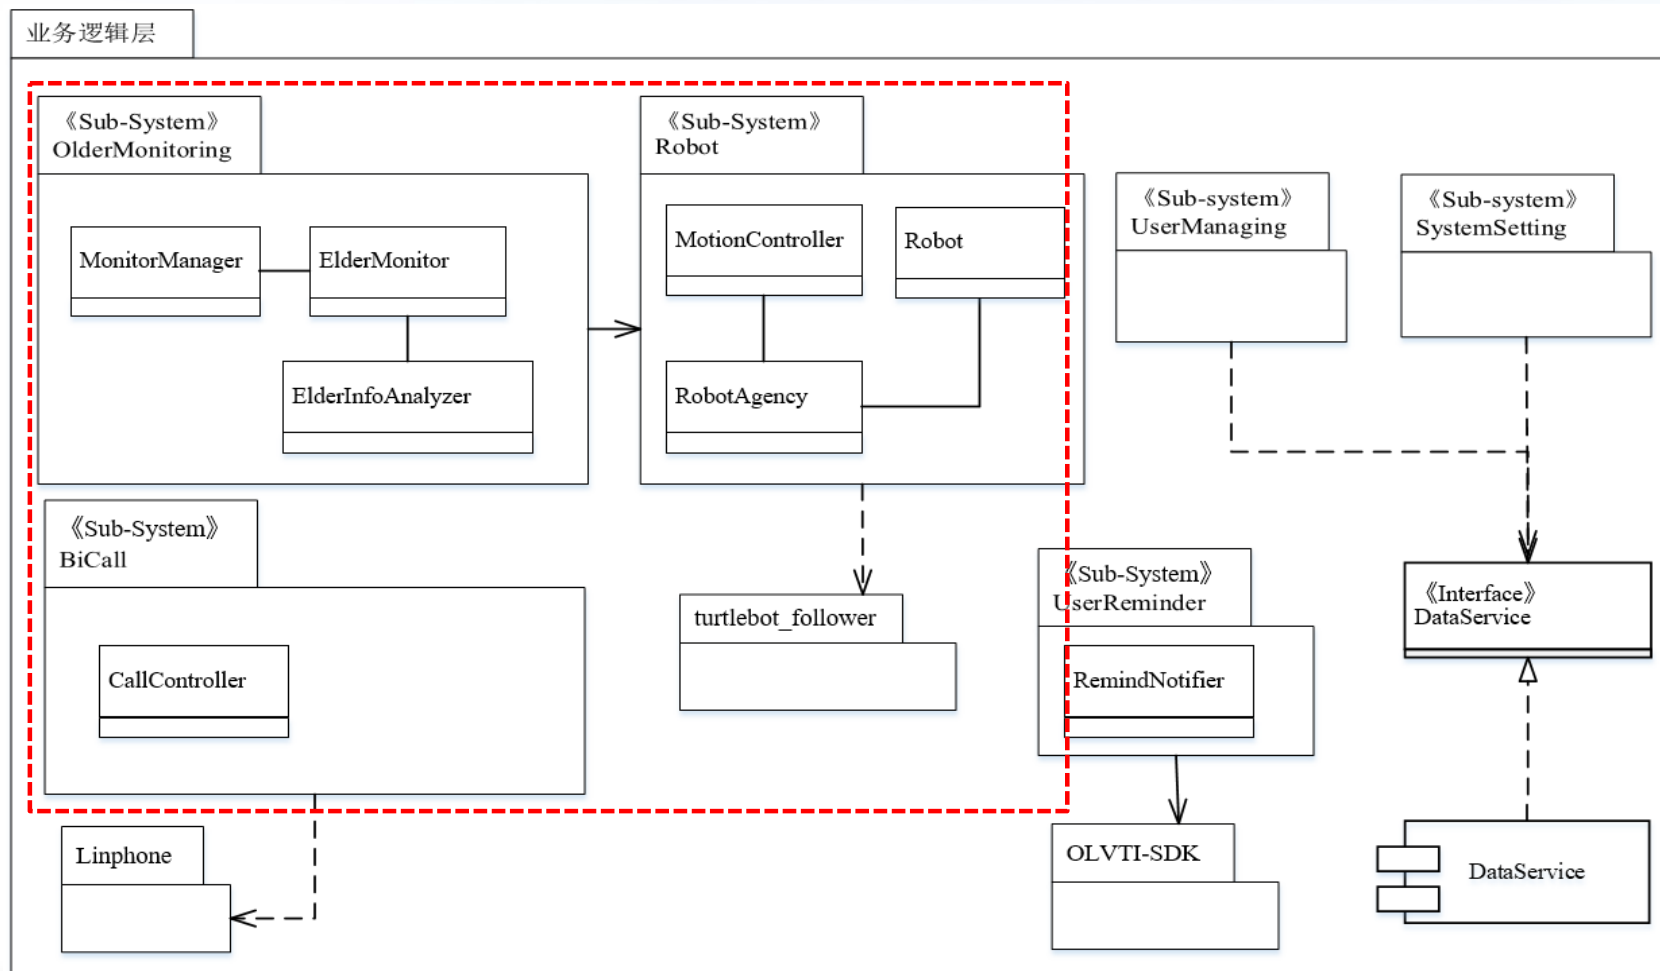 业务逻辑层
《Sub-System》
OlderMonitoring
MonitorManager
ElderMonitor
ElderInfoAnalyzer
《Sub-System》
Robot
MotionController
Robot
RobotAgency
《Sub-system》
UserManaging
《Sub-system》
SystemSetting
《Sub-System》
BiCall
CallController
turtlebot_follower
《Sub-System》
UserReminder
RemindNotifier
《Interface》
DataService
Linphone
OLVTI-SDK
DataService